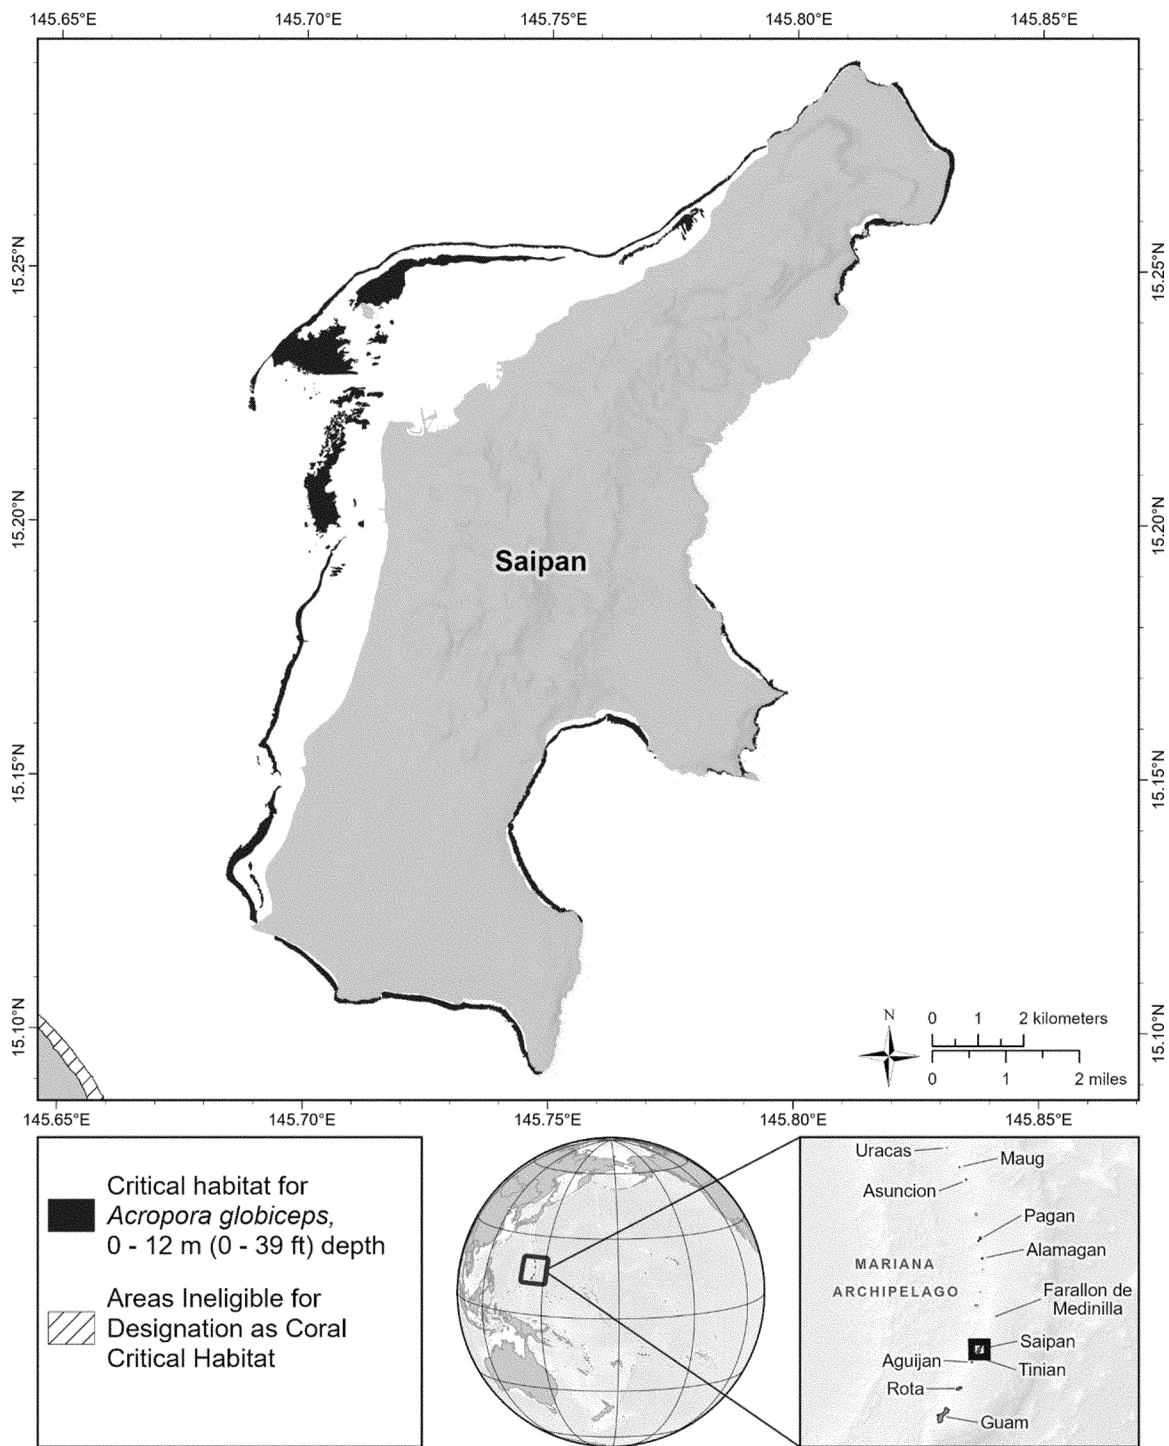 145.65°E 145.70°E 145.75°E 145.80°E 145.85°E
15.25°N 15.25°N
15.20°N 15.20°N
Saipan
15.15°N 15.15°N
15.10°N 15.10°N
N
0 1 2 kilometers
0 1 2 miles
145.65°E 145.70°E 145.75°E 145.80°E 145.85°E
Critical habitat for
Acropora globiceps,
0 - 12 m (0 - 39 ft) depth
Areas Ineligible for
Designation as Coral
Critical Habitat
Uracas
Maug
Asuncion
Pagan
Alamagan
MARIANA
ARCHIPELAGO
Farallon de
Medinilla
Saipan
Aguijan
Tinian
Rota
Guam